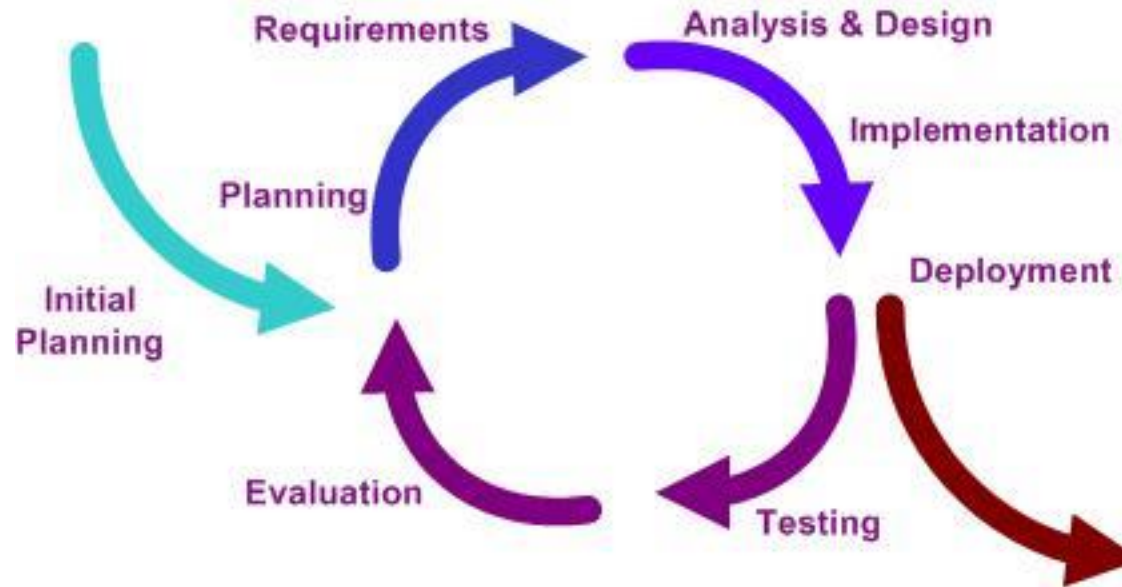 Requirements
Analysis & Design
Implementation
Planning
Deployment
Initial
Planning
Evaluation
Testing